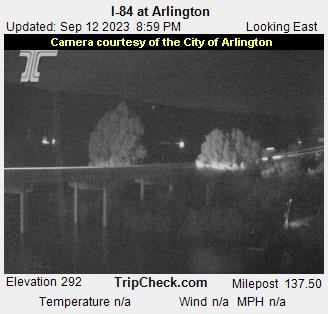 I-84 at Arlington
Updated: Sep 12 2023 8:59 PM Looking East
Camera courtesy of the City of Arlington
Elevation 292 TripCheck.com Milepost 137.50
Temperature n/a Wind n/a MPH n/a